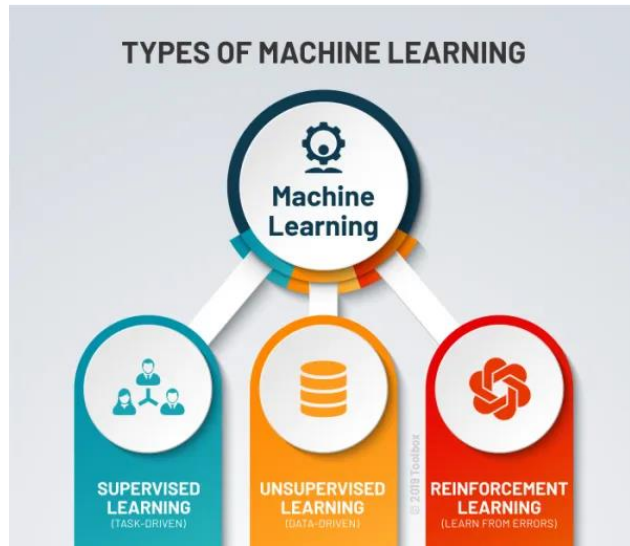 TYPES OF MACHINE LEARNING
Machine
Learning
SUPERVISED
LEARNING
(TASK-DRIVEN)
UNSUPERVISED
LEARNING
(DATA-DRIVEN)
© 2019 Toolbox
REINFORCEMENT
LEARNING
(LEARN FROM ERRORS)